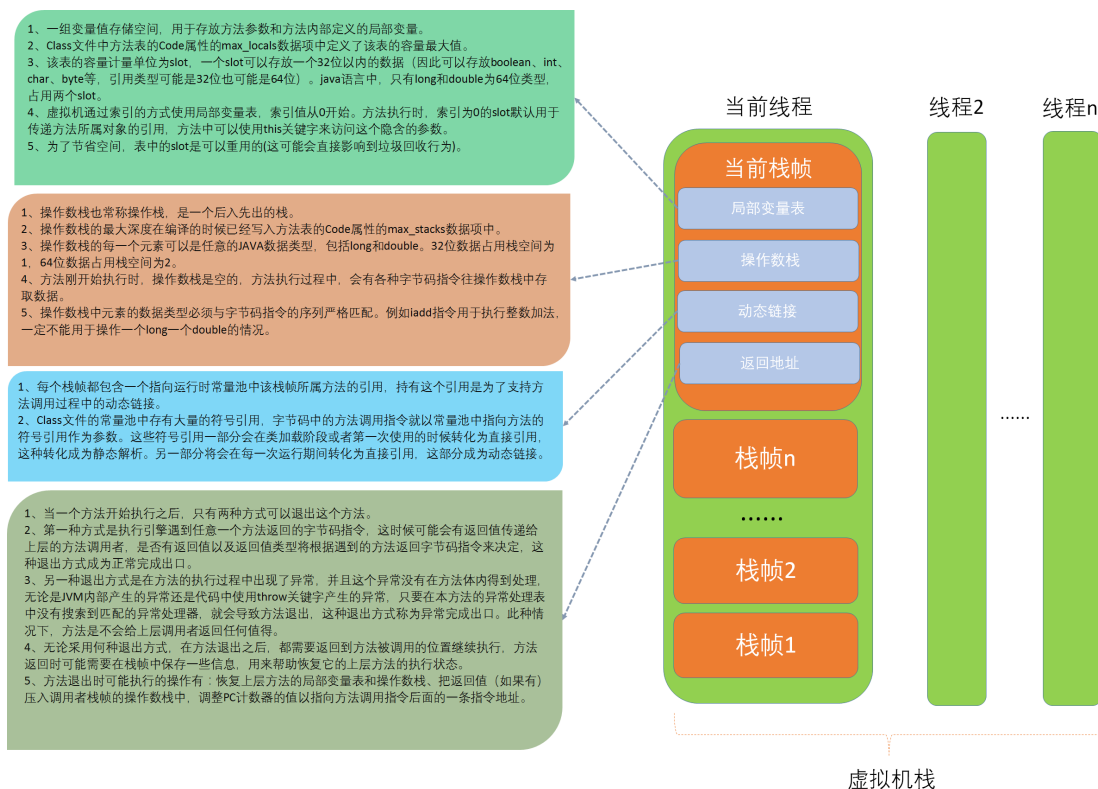 1、一组变量值存储空间，用于存放方法参数和方法内部定义的局部变量。
2、Class文件中方法表的Code属性的max_locals数据项中定义了该表的容量最大值。
3、该表的容量计量单位为slot，一个slot可以存放一个32位以内的数据（因此可以存放boolean、int、
char、byte等，引用类型可能是32位也可能是64位）。java语言中，只有long和double为64位类型，
占用两个slot。
4、虚拟机通过索引的方式使用局部变量表，索引值从0开始。方法执行时，索引为0的slot默认用于
传递方法所属对象的引用，方法中可以使用this关键字来访问这个隐含的参数。
5、为了节省空间，表中的slot是可以重用的(这可能会直接影响到垃圾回收行为)。
1、操作数栈也常称操作栈，是一个后入先出的栈。
2、操作数栈的最大深度在编译的时候已经写入方法表的Code属性的max_stacks数据项中。
3、操作数栈的每一个元素可以是任意的JAVA数据类型，包括long和double。32位数据占用栈空间为
1，64位数据占用栈空间为2。
4、方法刚开始执行时，操作数栈是空的，方法执行过程中，会有各种字节码指令往操作数栈中存
取数据。
5、操作数栈中元素的数据类型必须与字节码指令的序列严格匹配。例如iadd指令用于执行整数加法，
一定不能用于操作一个long一个double的情况。
1、每个栈帧都包含一个指向运行时常量池中该栈帧所属方法的引用，持有这个引用是为了支持方
法调用过程中的动态链接。
2、Class文件的常量池中存有大量的符号引用，字节码中的方法调用指令就以常量池中指向方法的
符号引用作为参数。这些符号引用一部分会在类加载阶段或者第一次使用的时候转化为直接引用，
这种转化成为静态解析。另一部分将会在每一次运行期间转化为直接引用，这部分成为动态链接。
1、当一个方法开始执行之后，只有两种方式可以退出这个方法。
2、第一种方式是执行引擎遇到任意一个方法返回的字节码指令，这时候可能会有返回值传递给
上层的方法调用者，是否有返回值以及返回值类型将根据遇到的方法返回字节码指令来决定，这
种退出方式成为正常完成出口。
3、另一种退出方式是在方法的执行过程中出现了异常，并且这个异常没有在方法体内得到处理，
无论是JVM内部产生的异常还是代码中使用throw关键字产生的异常，只要在本方法的异常处理表
中没有搜索到匹配的异常处理器，就会导致方法退出，这种退出方式称为异常完成出口。此种情
况下，方法是不会给上层调用者返回任何值得。
4、无论采用何种退出方式，在方法退出之后，都需要返回到方法被调用的位置继续执行，方法
返回时可能需要在栈帧中保存一些信息，用来帮助恢复它的上层方法的执行状态。
5、方法退出时可能执行的操作有：恢复上层方法的局部变量表和操作数栈、把返回值（如果有）
压入调用者栈帧的操作数栈中，调整PC计数器的值以指向方法调用指令后面的一条指令地址。
当前线程
当前栈帧
局部变量表
操作数栈
动态链接
返回地址
栈帧n
......
栈帧2
栈帧1
线程2
......
线程n
虚拟机栈